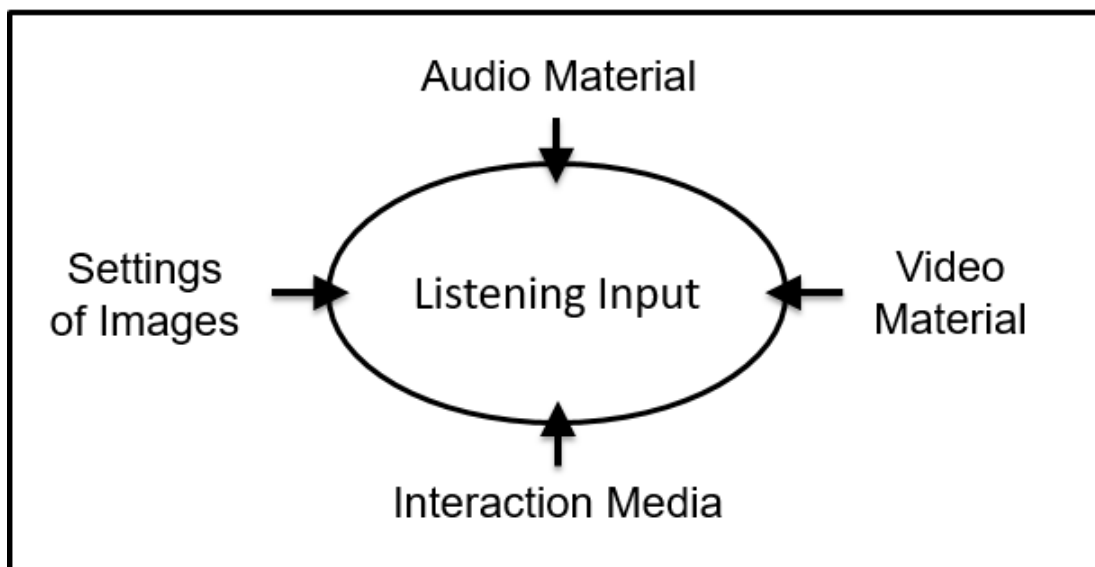 Audio Material
Settings
of Images
Listening Input
Video
Material
Interaction Media